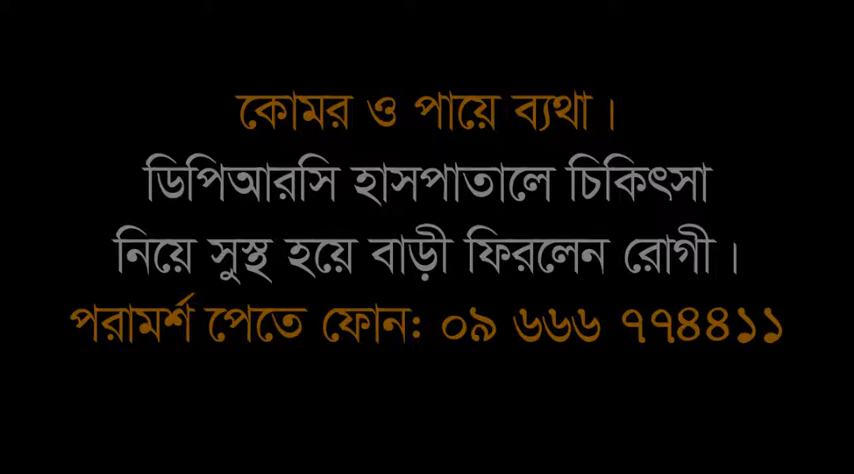 কোমর ও পায়ে ব্যথা।
ডিপিআরসি হাসপাতালে চিকিৎসা
নিয়ে সুস্থ হয়ে বাড়ী ফিরলেন রোগী।
পরামর্শ পেতে ফোন: ০৯ ৬৬৬ ৭৭৪৪১১